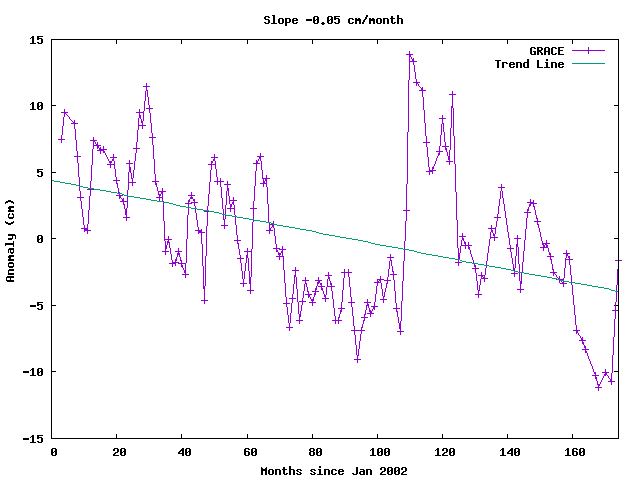 Slope -0.05 cm/month
GRACE
Trend Line
15
10
5
0
-5
-10
-15
Anomaly (cm)
0 20 40 60 80 100 120 140 160
Months since Jan 2002